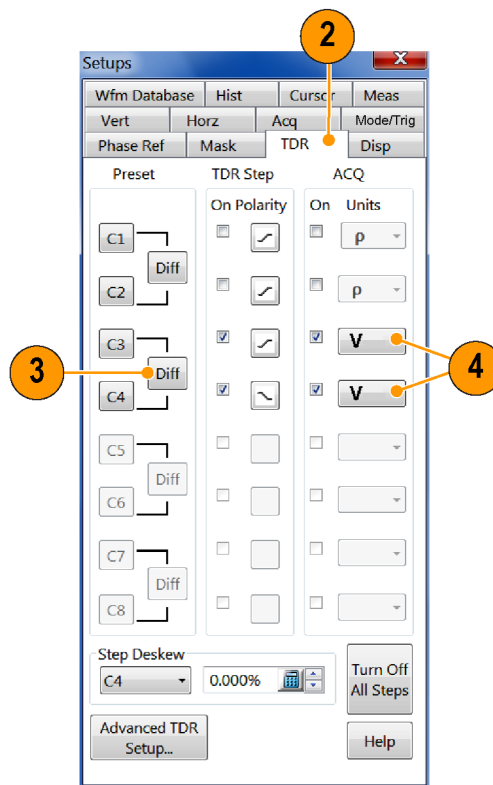 2
Setups
X
Wfm Database Hist Cursor Meas
Vert Horz Acq Mode/Trig
Phase Ref Mask TDR Disp
Preset TDR Step ACQ
On Polarity On Units
C1 ρ
Diff
C2 ρ
C3 V
3 Diff 4
C4 V
C5
Diff
C6
C7
Diff
C8
Step Deskew
C4 0.000%
Turn Off
All Steps
Advanced TDR
Setup...
Help